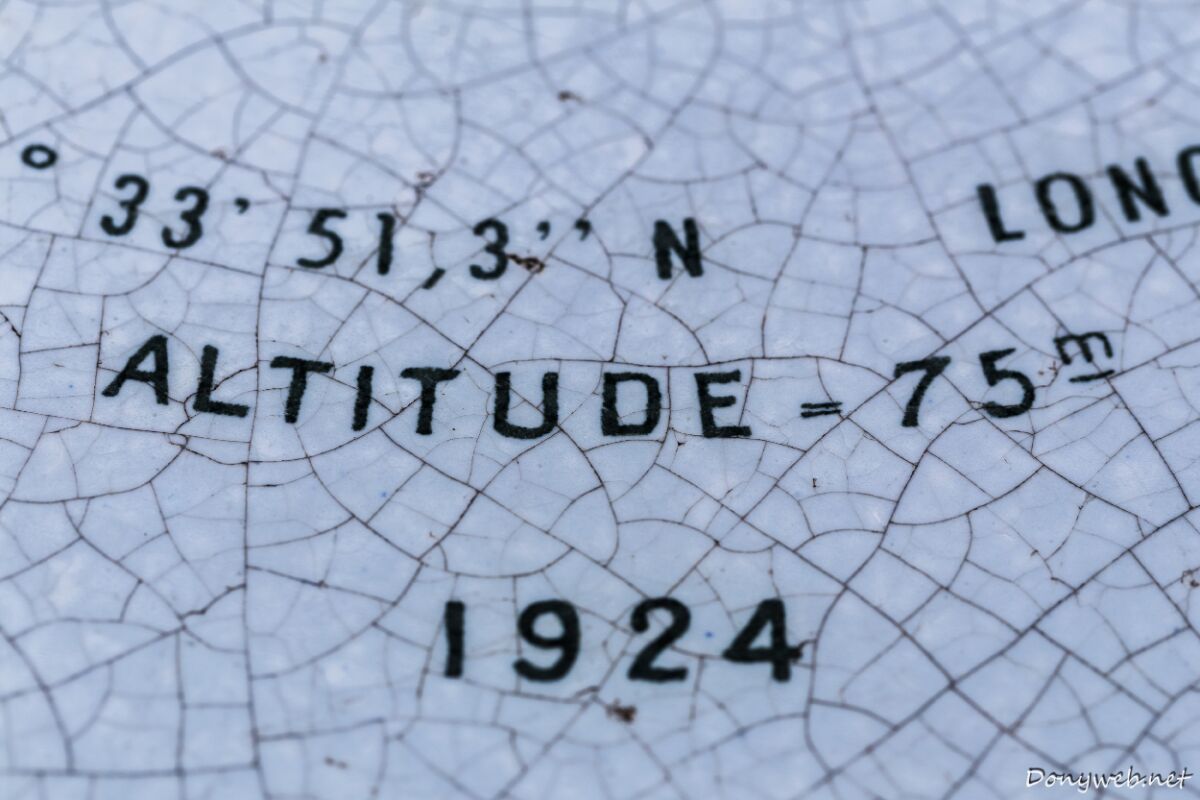 ° 33' 51,3'' N LONG
ALTITUDE = 75m
1924
Donyweb.net